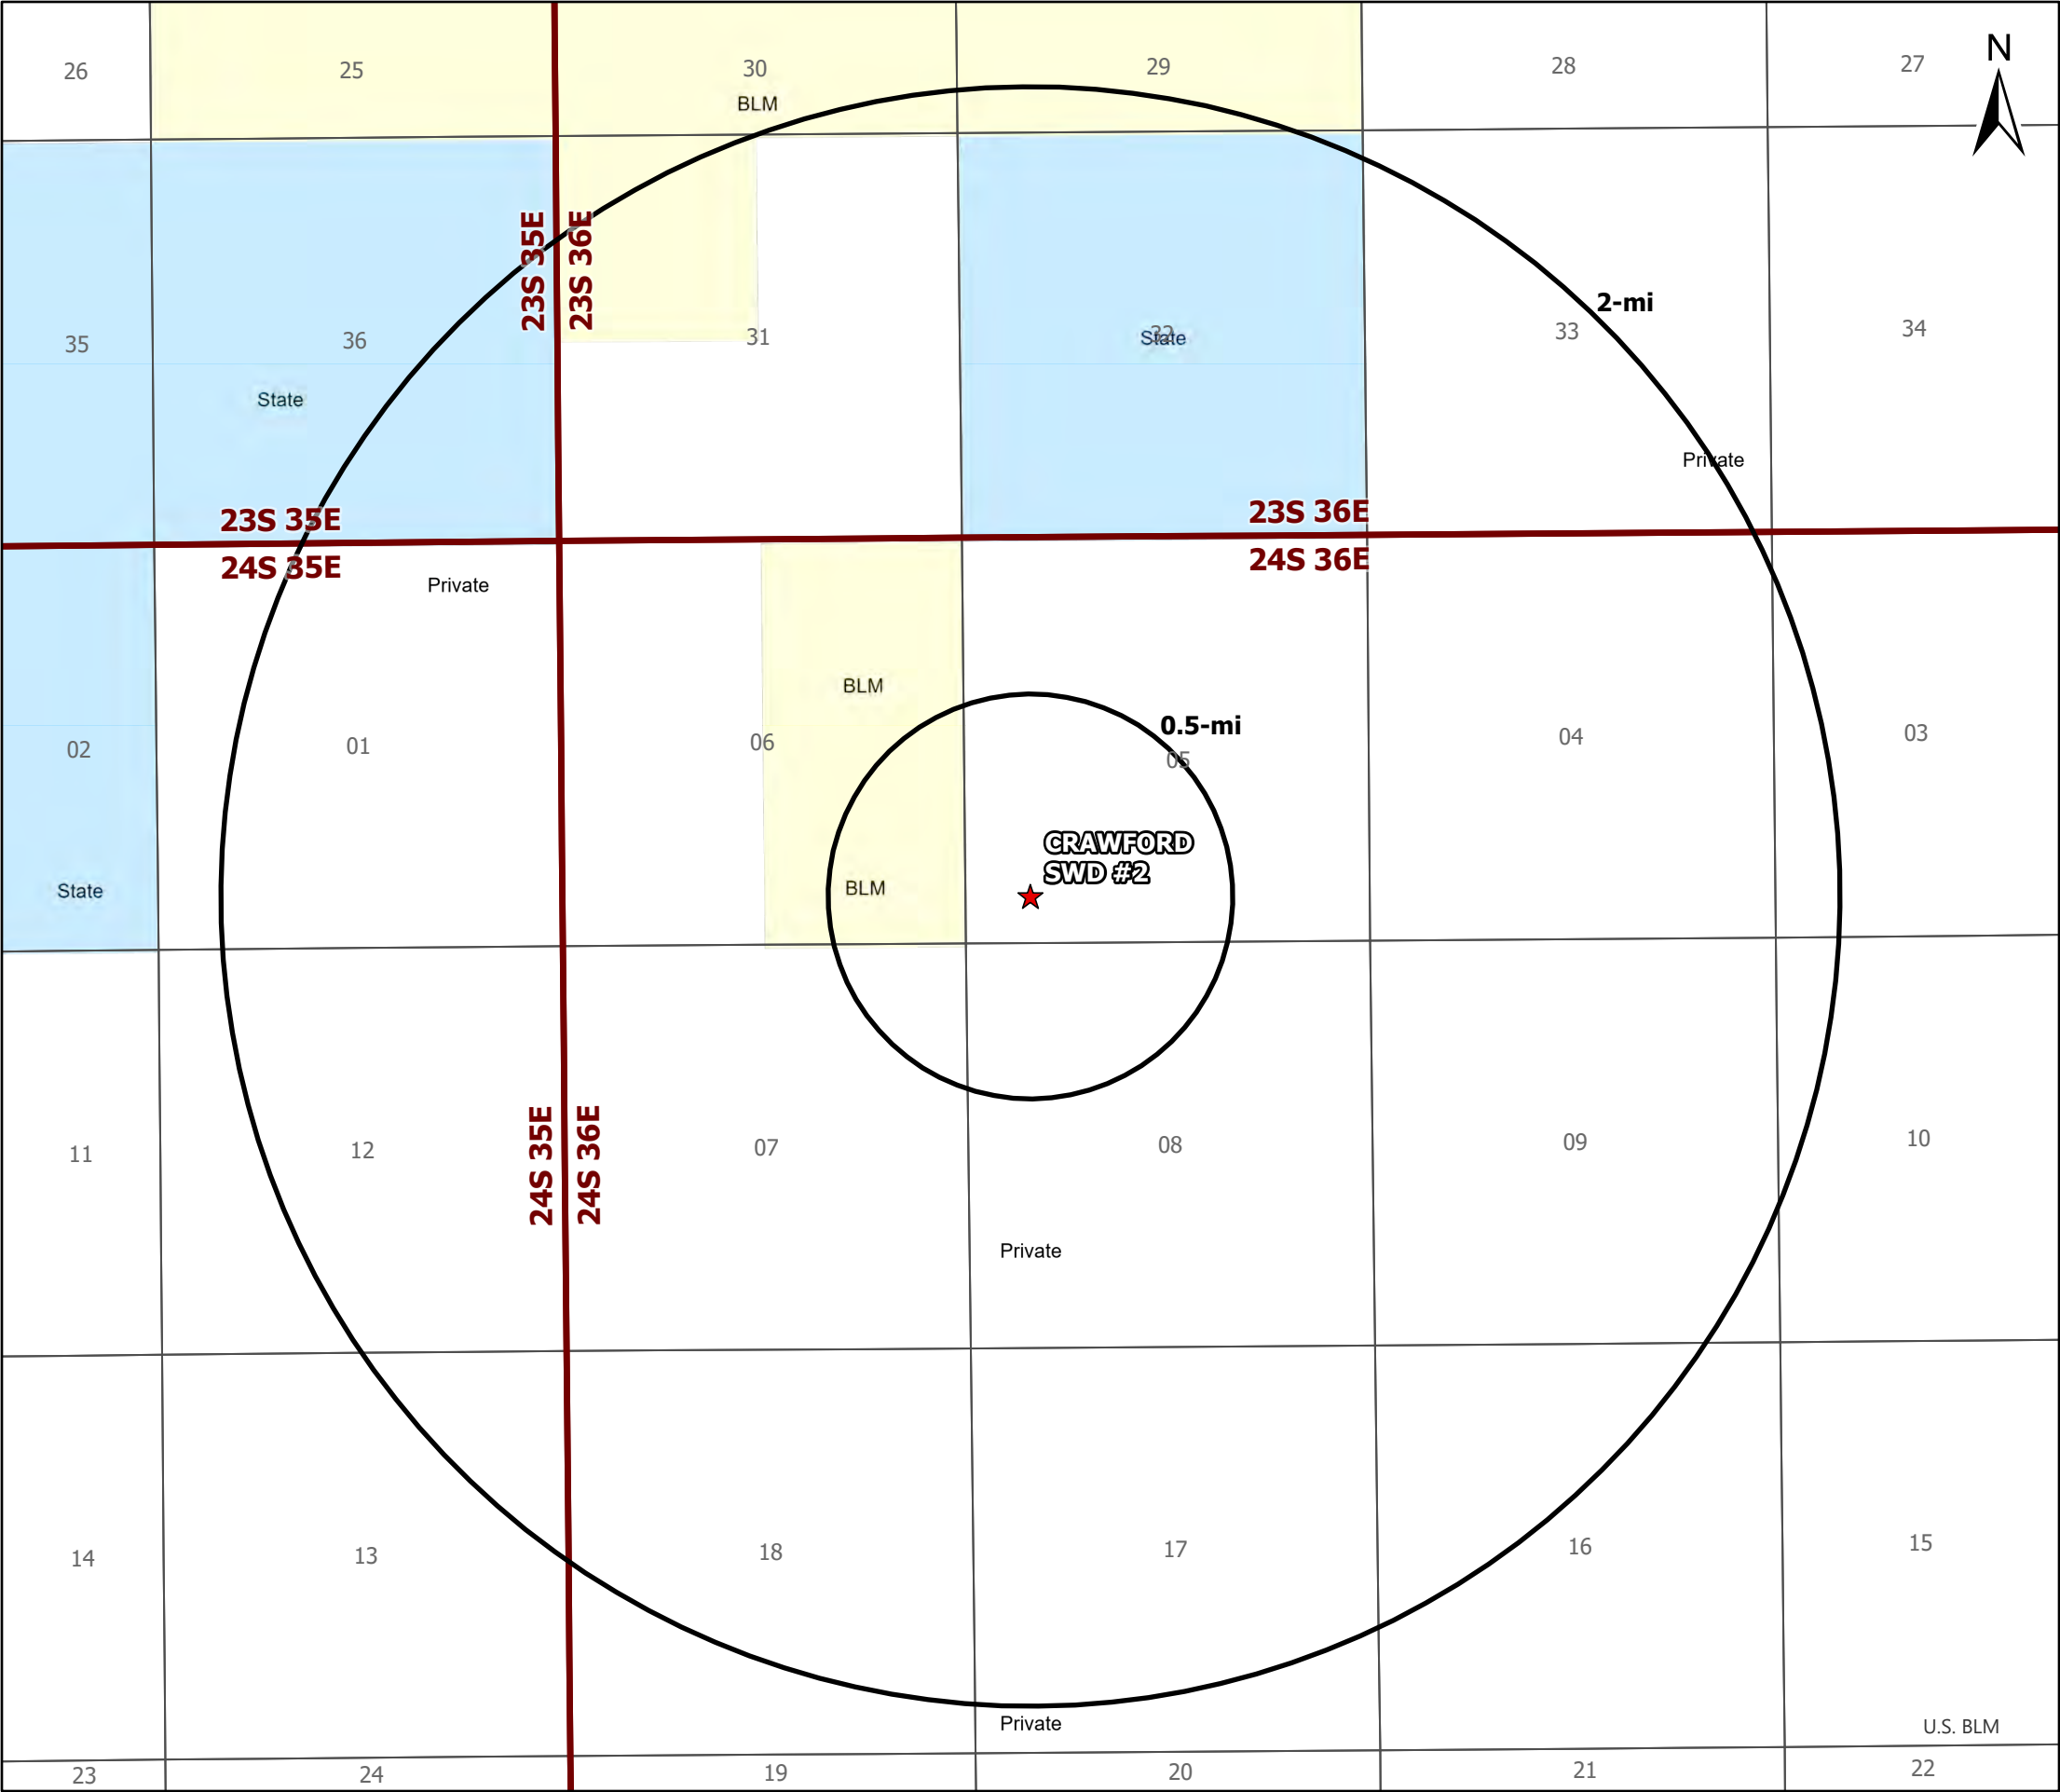 26
25
30
29
28
27
N
BLM
23S 35E
23S 36E
2-mi
35
36
31
32
State
33
34
State
Private
23S 35E
23S 36E
24S 35E
24S 36E
Private
BLM
0.5-mi
02
01
06
05
04
03
CRAWFORD
SWD #2
State
BLM
11
12
24S 35E
24S 36E
07
08
09
10
Private
14
13
18
17
16
15
Private
U.S. BLM
23
24
19
20
21
22